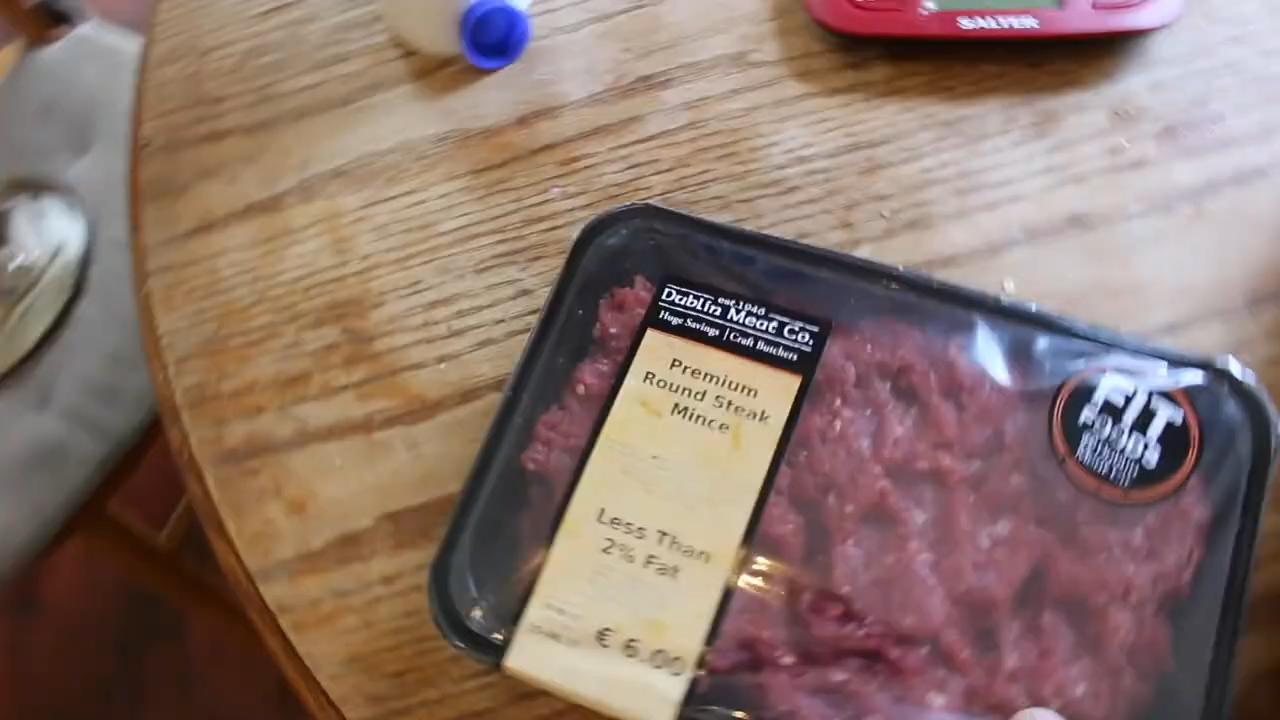 SALTER
est.1946
Dublin Meat Co.
Huge Savings | Craft Butchers
Premium
Round Steak
Mince
Less Than
2% Fat
€ 6.00
FIT
FOODS